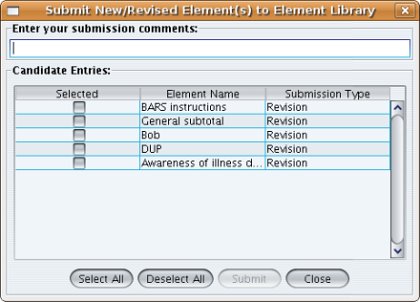 Submit New/Revised Element(s) to Element Library
Enter your submission comments:
Candidate Entries:
Selected Element Name Submission Type
BARS instructions Revision
General subtotal Revision
Bob Revision
DUP Revision
Awareness of illness d... Revision
Select All Deselect All Submit Close